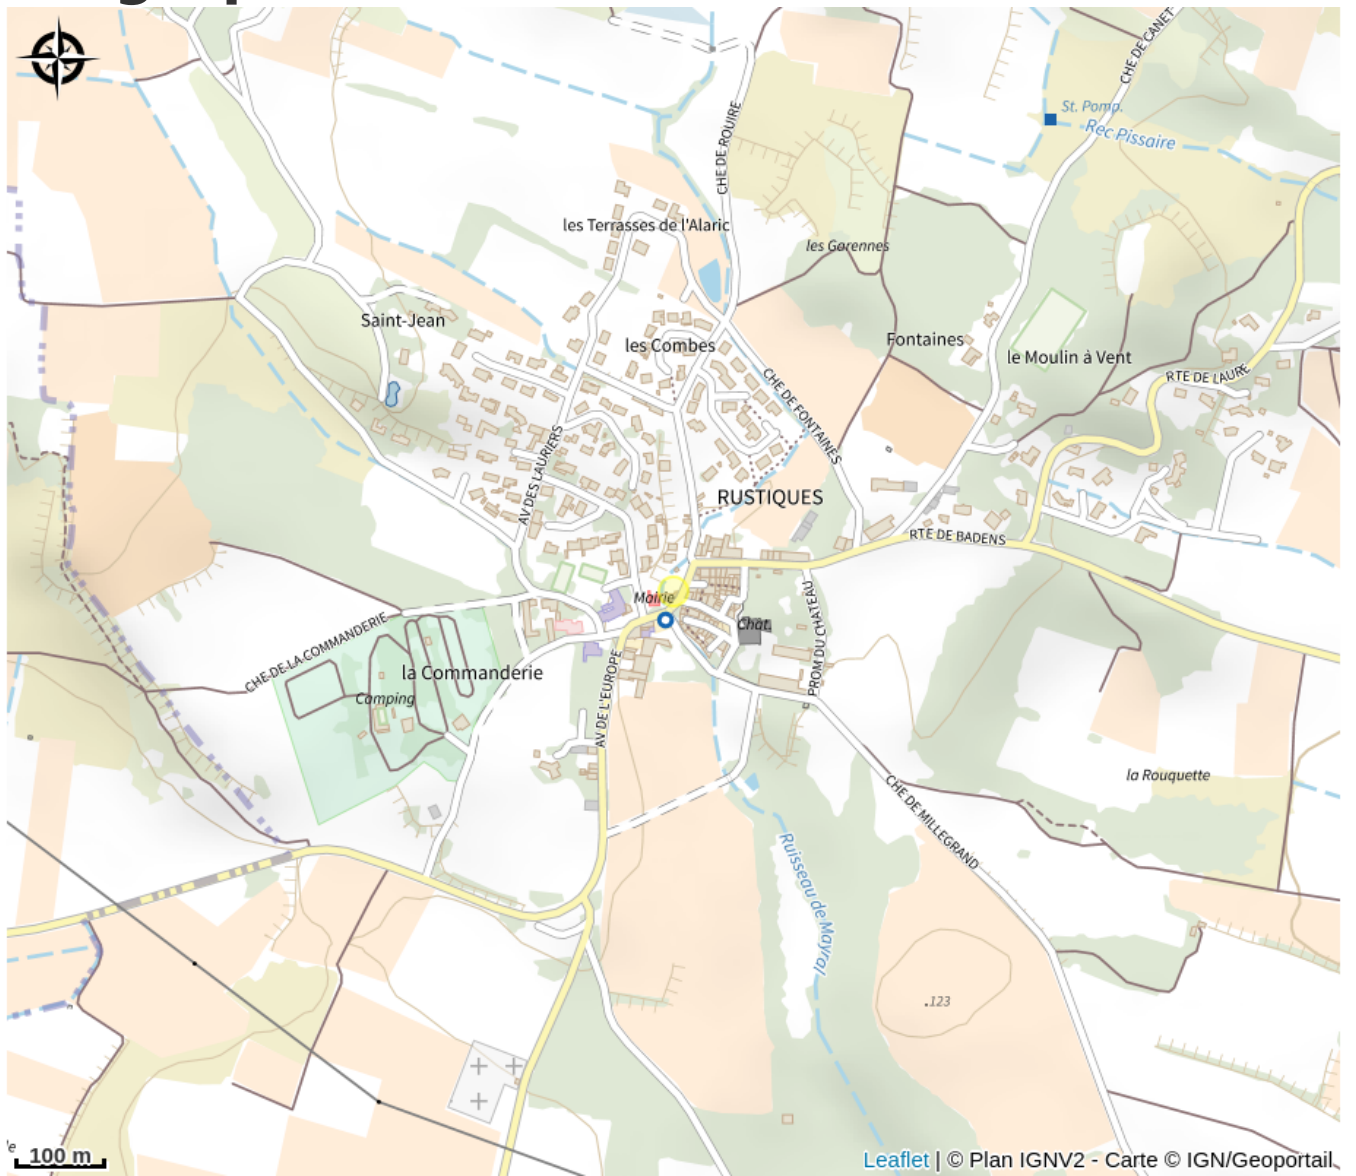 CHE DE CANET
St. Pomp.
Rec Pissaire
CHE DE ROUIRE
les Terrasses de l'Alaric
les Garennes
Saint-Jean
les Combes
Fontaines
le Moulin à Vent
RTE DE LAURE
CHE DE FONTAINES
AV DES LAURIERS
RUSTIQUES
RTE DE BADENS
Mairie
Chat.
CHE DE LA COMMANDERIE
PROM DU CHATEAU
la Commanderie
Camping
AV DE L'EUROPE
la Rouquette
CHE DE MILLEGRAND
Ruisseau de Mayral
.123
100 m
Leaflet | © Plan IGNV2 - Carte © IGN/Geoportail